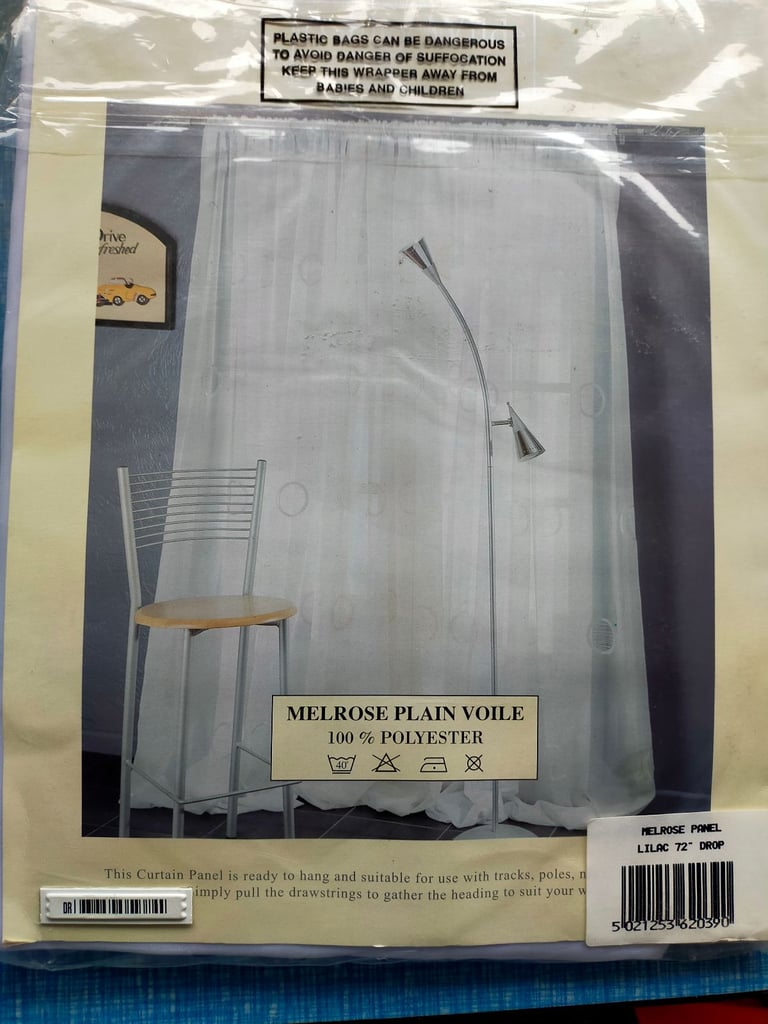 PLASTIC BAGS CAN BE DANGEROUS
TO AVOID DANGER OF SUFFOCATION
KEEP THIS WRAPPER AWAY FROM
BABIES AND CHILDREN
Drive
freshed
MELROSE PLAIN VOILE
100 % POLYESTER
40°
This Curtain Panel is ready to hang and suitable for use with tracks, poles,
imply pull the drawstrings to gather the heading to suit your
MELROSE PANEL
LILAC 72" DROP
5 021253 620390
DR